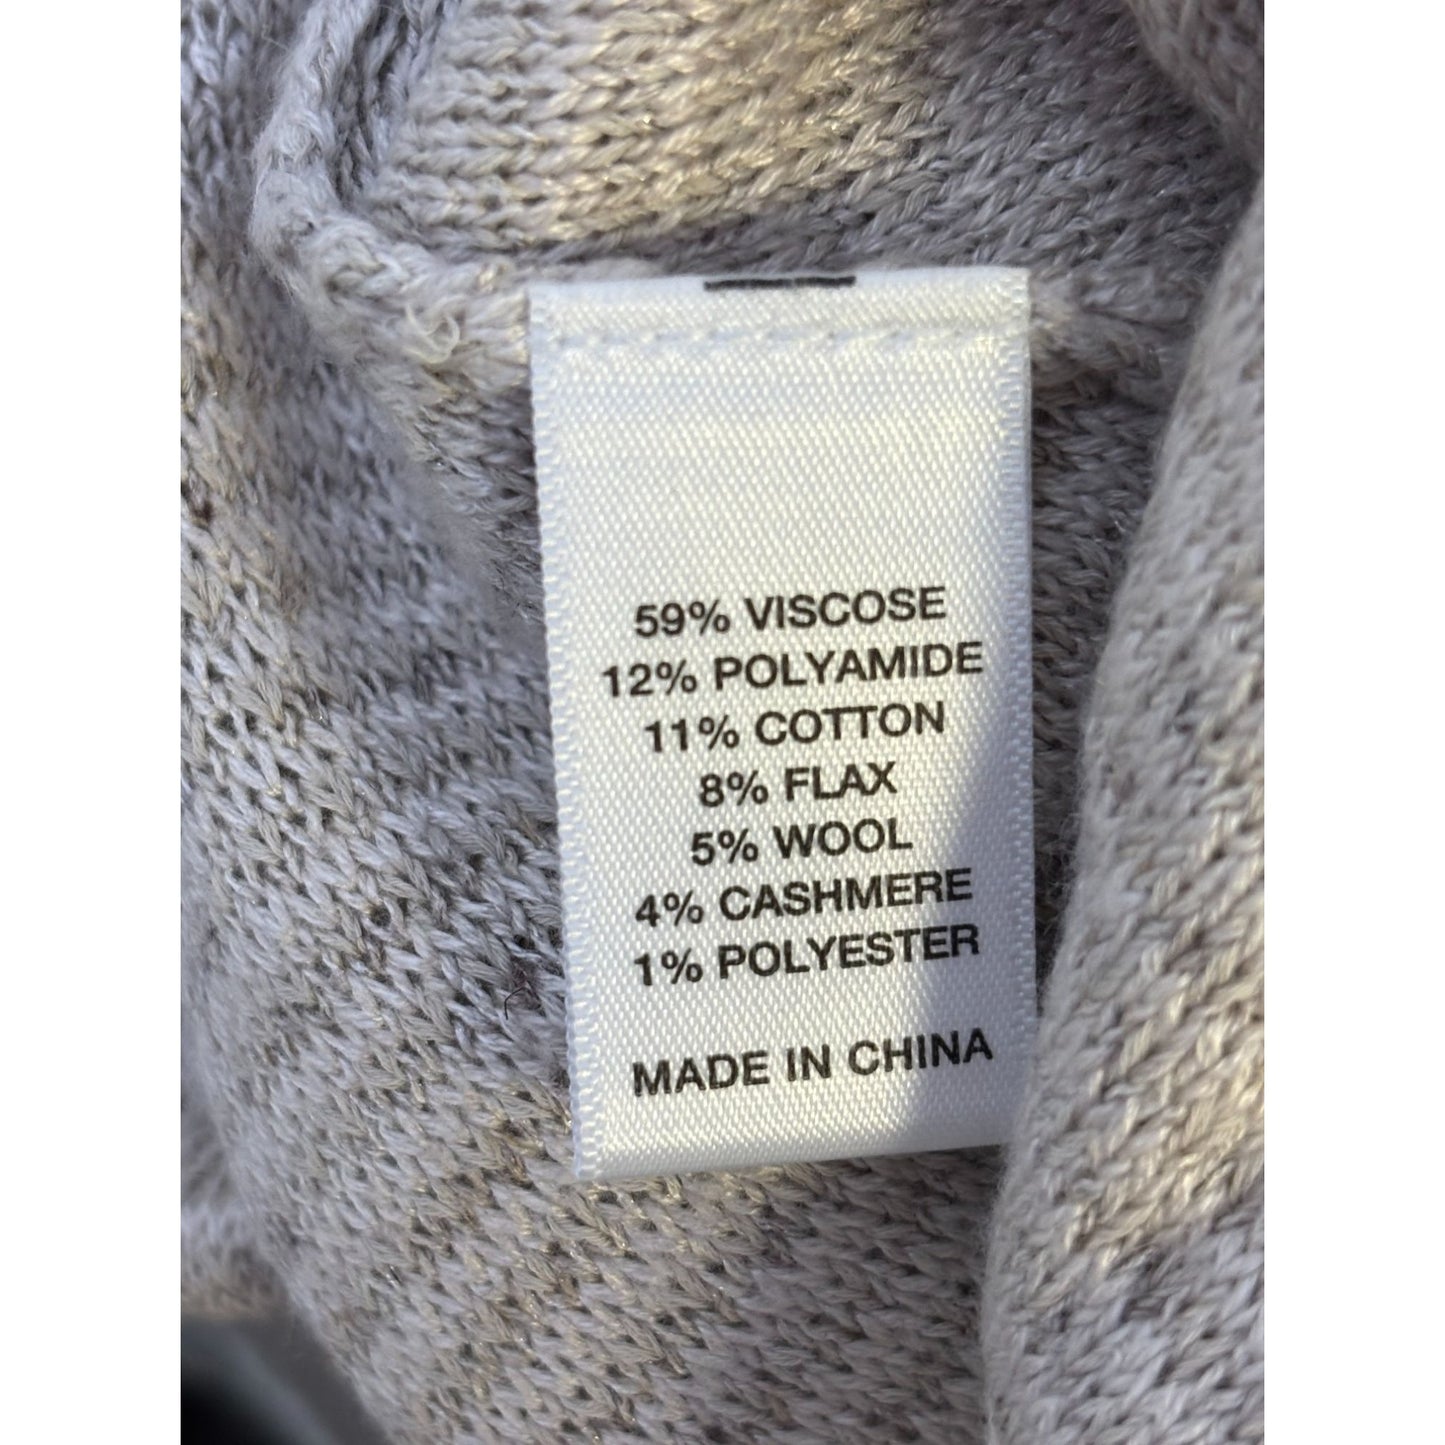 59% VISCOSE
12% POLYAMIDE
11% COTTON
8% FLAX
5% WOOL
4% CASHMERE
1% POLYESTER
MADE IN CHINA